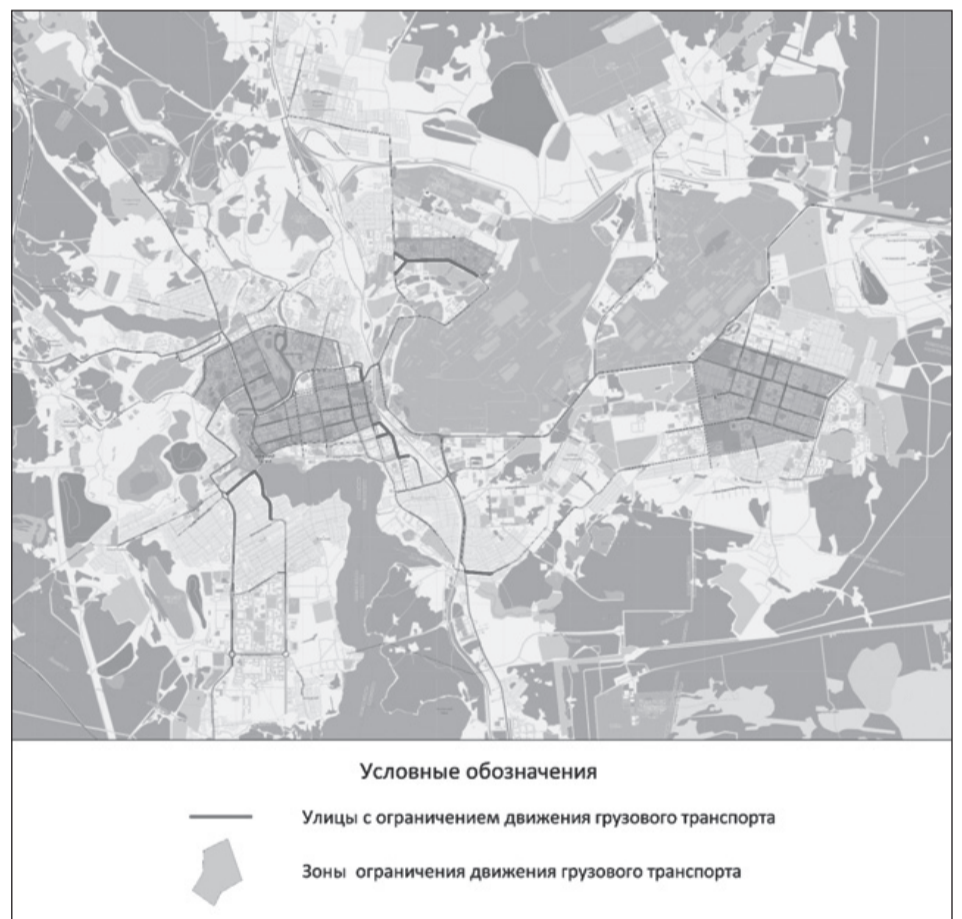 Условные обозначения
Улицы с ограничением движения грузового транспорта
Зоны ограничения движения грузового транспорта